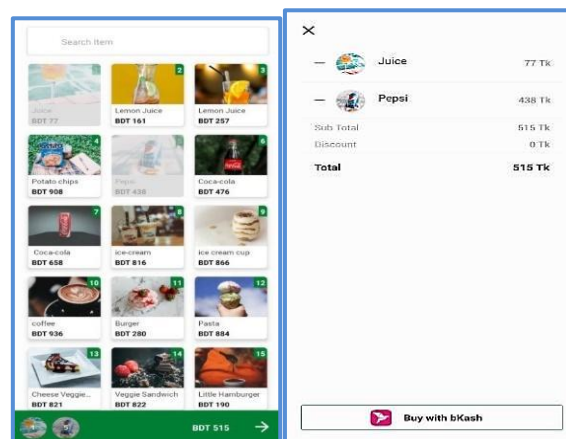 Search Item
2
3
Juice
BDT 77
Lemon Juice
BDT 161
Lemon Juice
BDT 257
4
6
Potato chips
BDT 908
Pepsi
BDT 438
Coca-cola
BDT 476
7
8
9
Coca-cola
BDT 658
ice-cream
BDT 816
ice cream cup
BDT 866
10
11
12
coffee
BDT 936
Burger
BDT 280
Pasta
BDT 884
13
14
15
Cheese Veggie...
BDT 821
Veggie Sandwich
BDT 822
Little Hamburger
BDT 190
BDT 515
Juice 77 Tk
Pepsi 438 Tk
Sub Total 515 Tk
Discount 0 Tk
Total 515 Tk
Buy with bKash